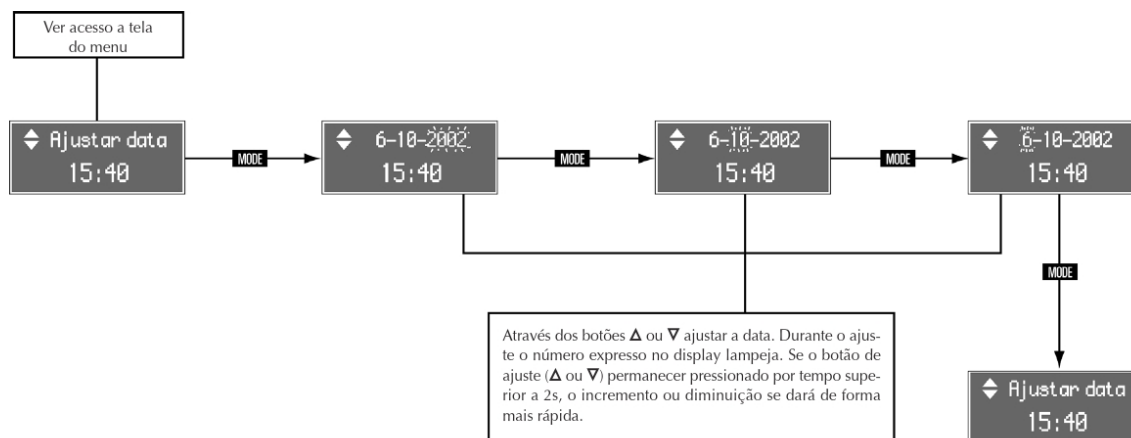 Ver acesso a tela
do menu
Ajustar data
15:40
MODE
6-10-2002
15:40
MODE
6-10-2002
15:40
MODE
6-10-2002
15:40
MODE
Através dos botões Δ ou ∇ ajustar a data. Durante o ajus-
te o número expresso no display lampeja. Se o botão de
ajuste (Δ ou ∇) permanecer pressionado por tempo supe-
rior a 2s, o incremento ou diminuição se dará de forma
mais rápida.
Ajustar data
15:40